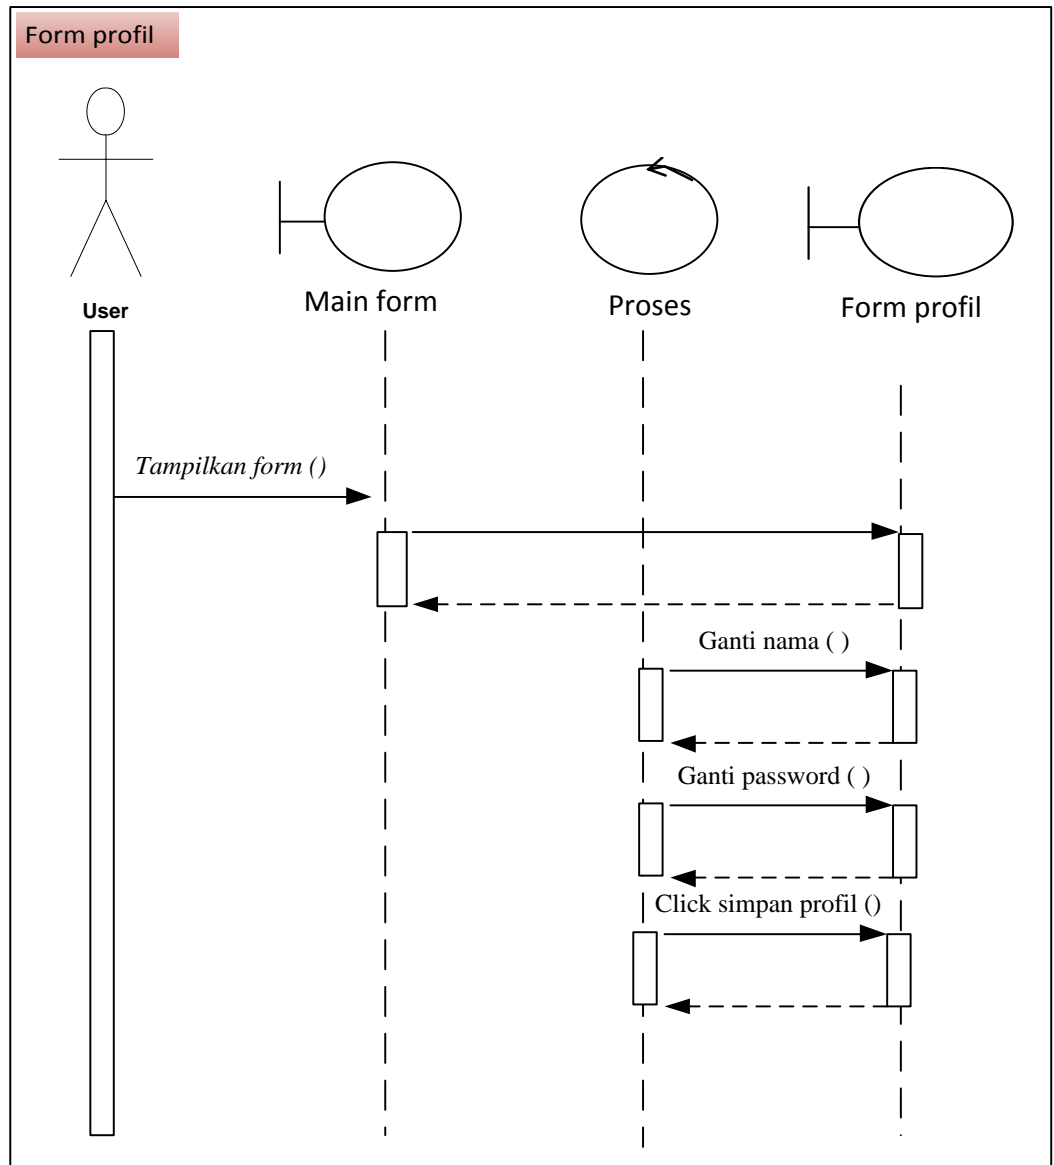 Form profil
User
Main form
Proses
Form profil
Tampilkan form ()
Ganti nama ( )
Ganti password ( )
Click simpan profil ()